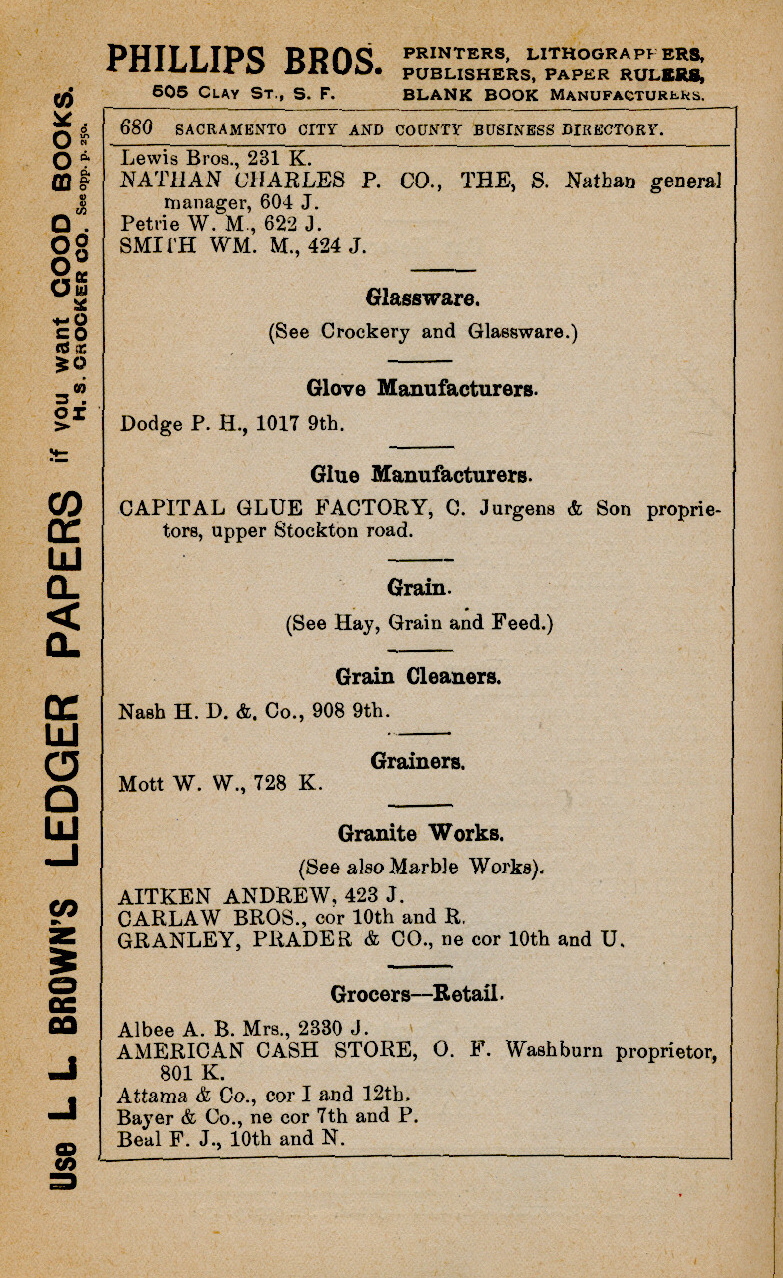 PHILLIPS BROS.
505 CLAY ST., S. F.
PRINTERS, LITHOGRAPHERS,
PUBLISHERS, PAPER RULERS,
BLANK BOOK MANUFACTURERS.
Use L. L. BROWN'S LEDGER PAPERS if you want GOOD BOOKS.
H. S. CROCKER CO. See opp. p. 250.
680 SACRAMENTO CITY AND COUNTY BUSINESS DIRECTORY.
Lewis Bros., 231 K.
NATHAN CHARLES P. CO., THE, S. Nathan general
manager, 604 J.
Petrie W. M., 622 J.
SMITH WM. M., 424 J.
Glassware.
(See Crockery and Glassware.)
Glove Manufacturers.
Dodge P. H., 1017 9th.
Glue Manufacturers.
CAPITAL GLUE FACTORY, C. Jurgens & Son proprie-
tors, upper Stockton road.
Grain.
(See Hay, Grain and Feed.)
Grain Cleaners.
Nash H. D. &. Co., 908 9th.
Grainers.
Mott W. W., 728 K.
Granite Works.
(See also Marble Works).
AITKEN ANDREW, 423 J.
CARLAW BROS., cor 10th and R.
GRANLEY, PRADER & CO., ne cor 10th and U.
Grocers—Retail.
Albee A. B. Mrs., 2330 J.
AMERICAN CASH STORE, O. F. Washburn proprietor,
801 K.
Attama & Co., cor I and 12th.
Bayer & Co., ne cor 7th and P.
Beal F. J., 10th and N.